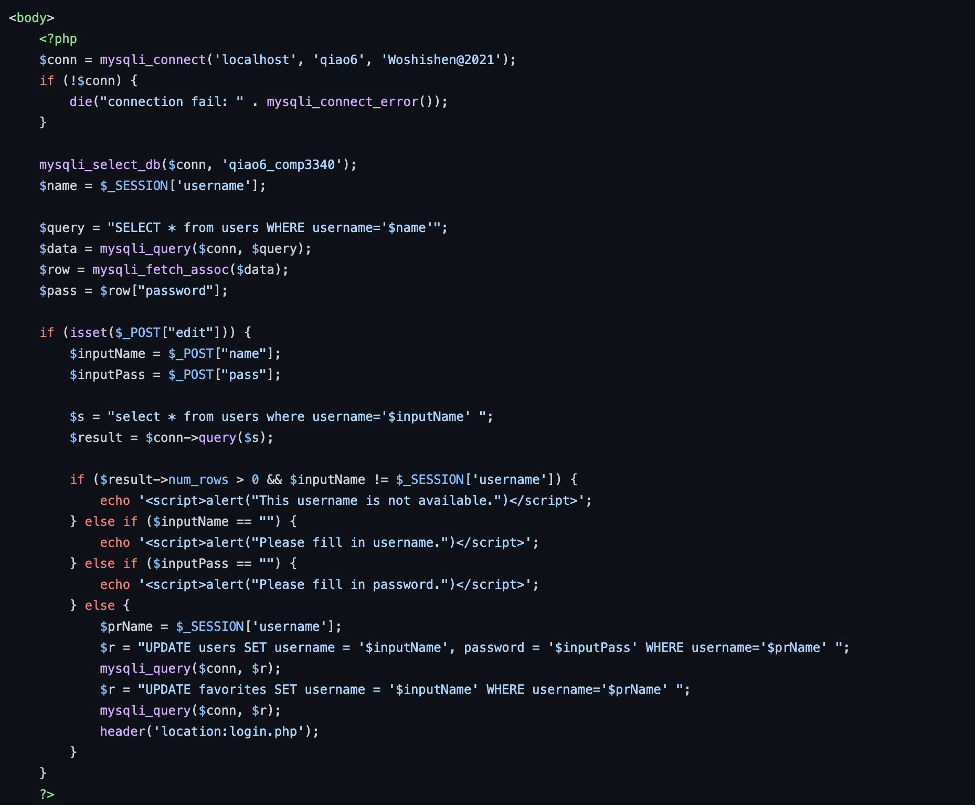 <body>
<?php
$conn = mysqli_connect('localhost', 'qiao6', 'Woshishen@2021');
if (!$conn) {
die("connection fail: " . mysqli_connect_error());
}
mysqli_select_db($conn, 'qiao6_comp3340');
$name = $_SESSION['username'];
$query = "SELECT * from users WHERE username='$name'";
$data = mysqli_query($conn, $query);
$row = mysqli_fetch_assoc($data);
$pass = $row["password"];
if (isset($_POST["edit"])) {
$inputName = $_POST["name"];
$inputPass = $_POST["pass"];
$s = "select * from users where username='$inputName' ";
$result = $conn->query($s);
if ($result->num_rows > 0 && $inputName != $_SESSION['username']) {
echo '<script>alert("This username is not available.")</script>';
} else if ($inputName == "") {
echo '<script>alert("Please fill in username.")</script>';
} else if ($inputPass == "") {
echo '<script>alert("Please fill in password.")</script>';
} else {
$prName = $_SESSION['username'];
$r = "UPDATE users SET username = '$inputName', password = '$inputPass' WHERE username='$prName' ";
mysqli_query($conn, $r);
$r = "UPDATE favorites SET username = '$inputName' WHERE username='$prName' ";
mysqli_query($conn, $r);
header('location:login.php');
}
}
?>